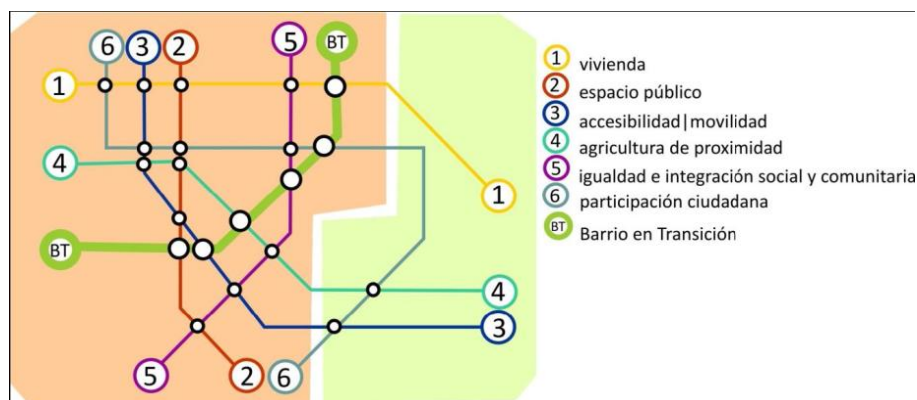 6 3 2 5 BT
1
4
BT
1
4
3
5 2 6
1 vivienda
2 espacio público
3 accesibilidad|movilidad
4 agricultura de proximidad
5 igualdad e integración social y comunitaria
6 participación ciudadana
BT Barrio en Transición